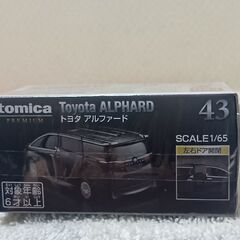 tomica
PREMIUM
Toyota ALPHARD
トヨタ アルファード
43
SCALE 1/65
左右ドア開閉
対象年齢
6才以上